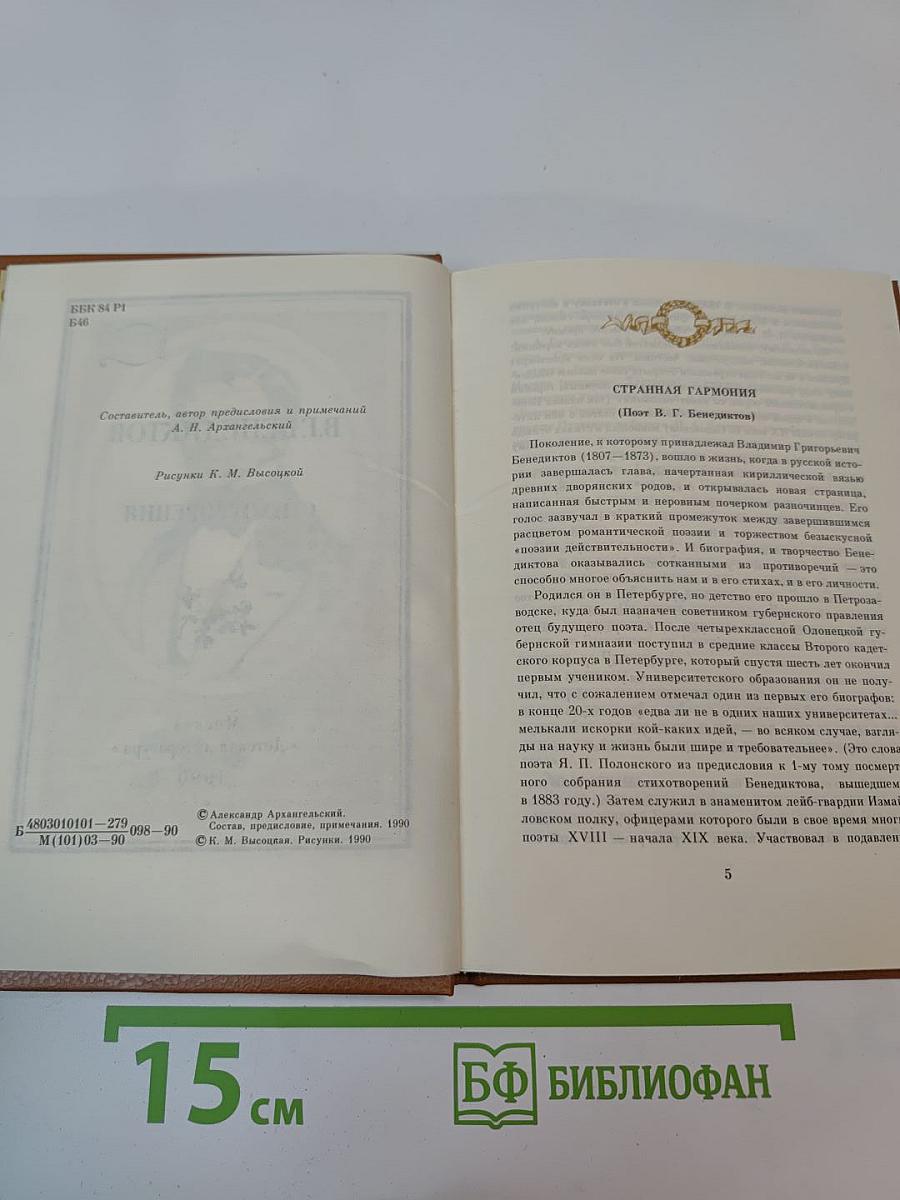 ББК 84 Р1
Б46
Составитель, автор предисловия и примечаний
А. Н. Архангельский
Рисунки К. М. Высоцкой
Б 4803010101—279 098—90
М(101)03—90
© Александр Архангельский.
Состав, предисловие, примечания. 1990
© К. М. Высоцкая. Рисунки. 1990
СТРАННАЯ ГАРМОНИЯ
(Поэт В. Г. Бенедиктов)
Поколение, к которому принадлежал Владимир Григорьевич
Бенедиктов (1807—1873), вошло в жизнь, когда в русской исто-
рии завершалась глава, начертанная кириллической вязью
древних дворянских родов, и открывалась новая страница,
написанная быстрым и неровным почерком разночинцев. Его
голос зазвучал в краткий промежуток между завершившимся
расцветом романтической поэзии и торжеством безыскусной
«поэзии действительности». И биография, и творчество Бене-
диктова оказывались сотканными из противоречий — это
способно многое объяснить нам и в его стихах, и в его личности.
Родился он в Петербурге, но детство его прошло в Петроза-
водске, куда был назначен советником губернского правления
отец будущего поэта. После четырехклассной Олонецкой гу-
бернской гимназии поступил в средние классы Второго кадет-
ского корпуса в Петербурге, который спустя шесть лет окончил
первым учеником. Университетского образования он не полу-
чил, что с сожалением отмечал один из первых его биографов:
в конце 20-х годов «едва ли не в одних наших университетах...
мелькали искорки кой-каких идей, — во всяком случае, взгля-
ды на науку и жизнь были шире и требовательнее». (Это слова
поэта Я. П. Полонского из предисловия к 1-му тому посмерт
ного собрания стихотворений Бенедиктова, вышедшем
в 1883 году.) Затем служил в знаменитом лейб-гвардии Измай
ловском полку, офицерами которого были в свое время мног
поэты XVIII — начала XIX века. Участвовал в подавлен
5
15 см
БФ БИБЛИОФАН